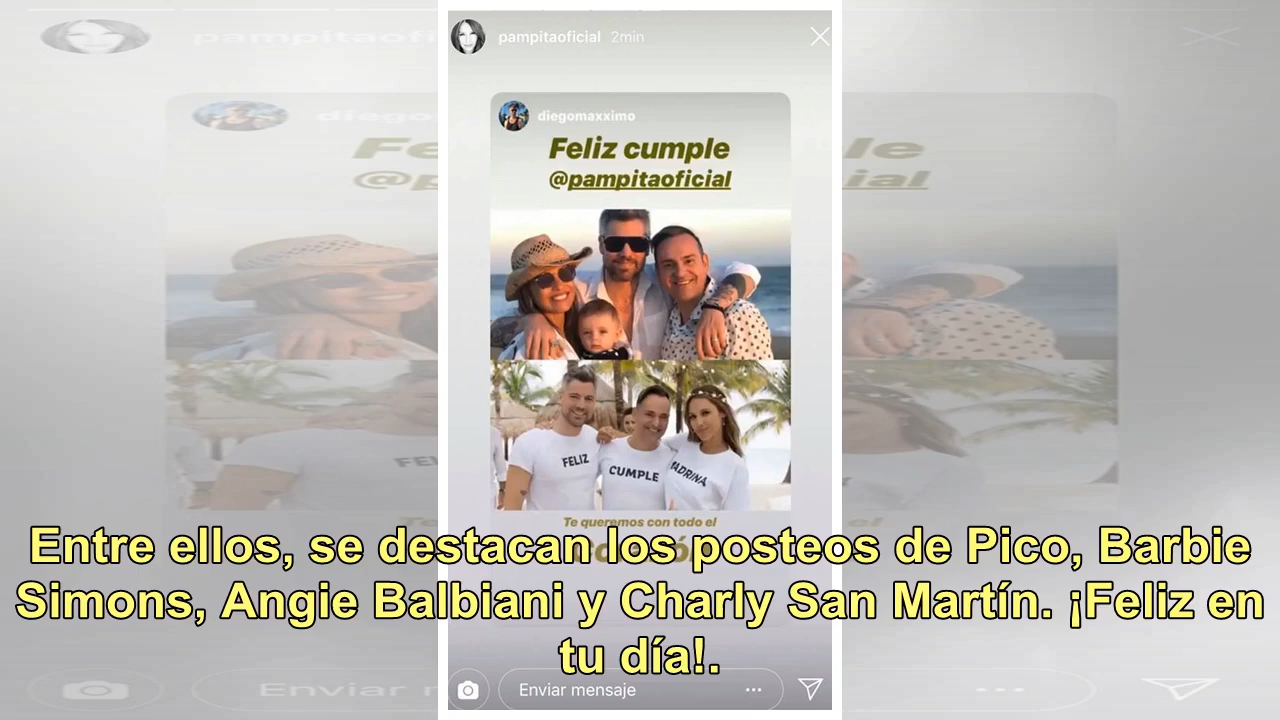 pampitaoficial 2min
diegomaxximo
Feliz cumple
@pampitaoficial
FELIZ
CUMPLE
MADRINA
Te queremos con todo el
Entre ellos, se destacan los posteos de Pico, Barbie
Simons, Angie Balbiani y Charly San Martín. ¡Feliz en
tu día!.
Enviar mensaje